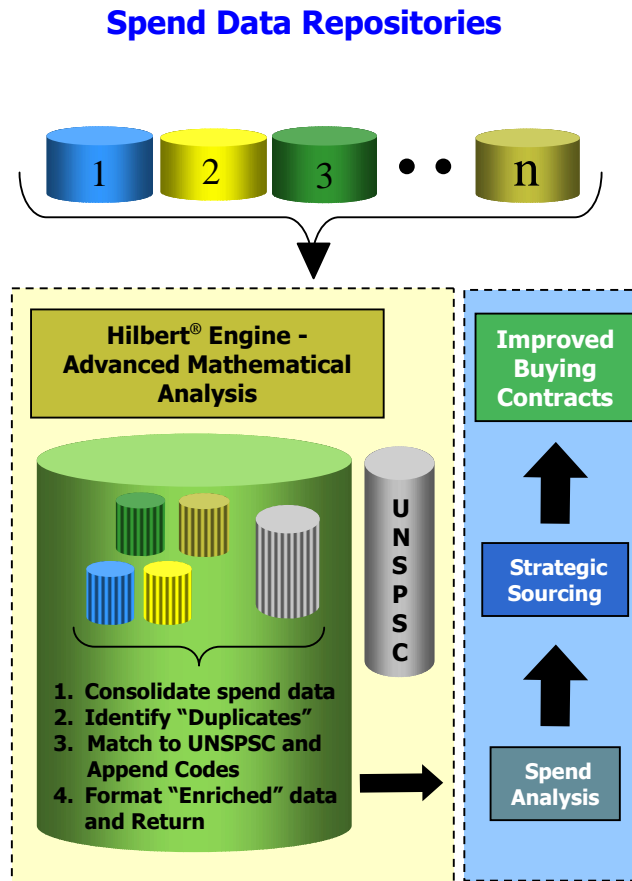 Spend Data Repositories
1 2 3 • • n
Hilbert® Engine -
Advanced Mathematical
Analysis
UNSPSC
1. Consolidate spend data
2. Identify “Duplicates”
3. Match to UNSPSC and
Append Codes
4. Format “Enriched” data
and Return
Improved
Buying
Contracts
Strategic
Sourcing
Spend
Analysis